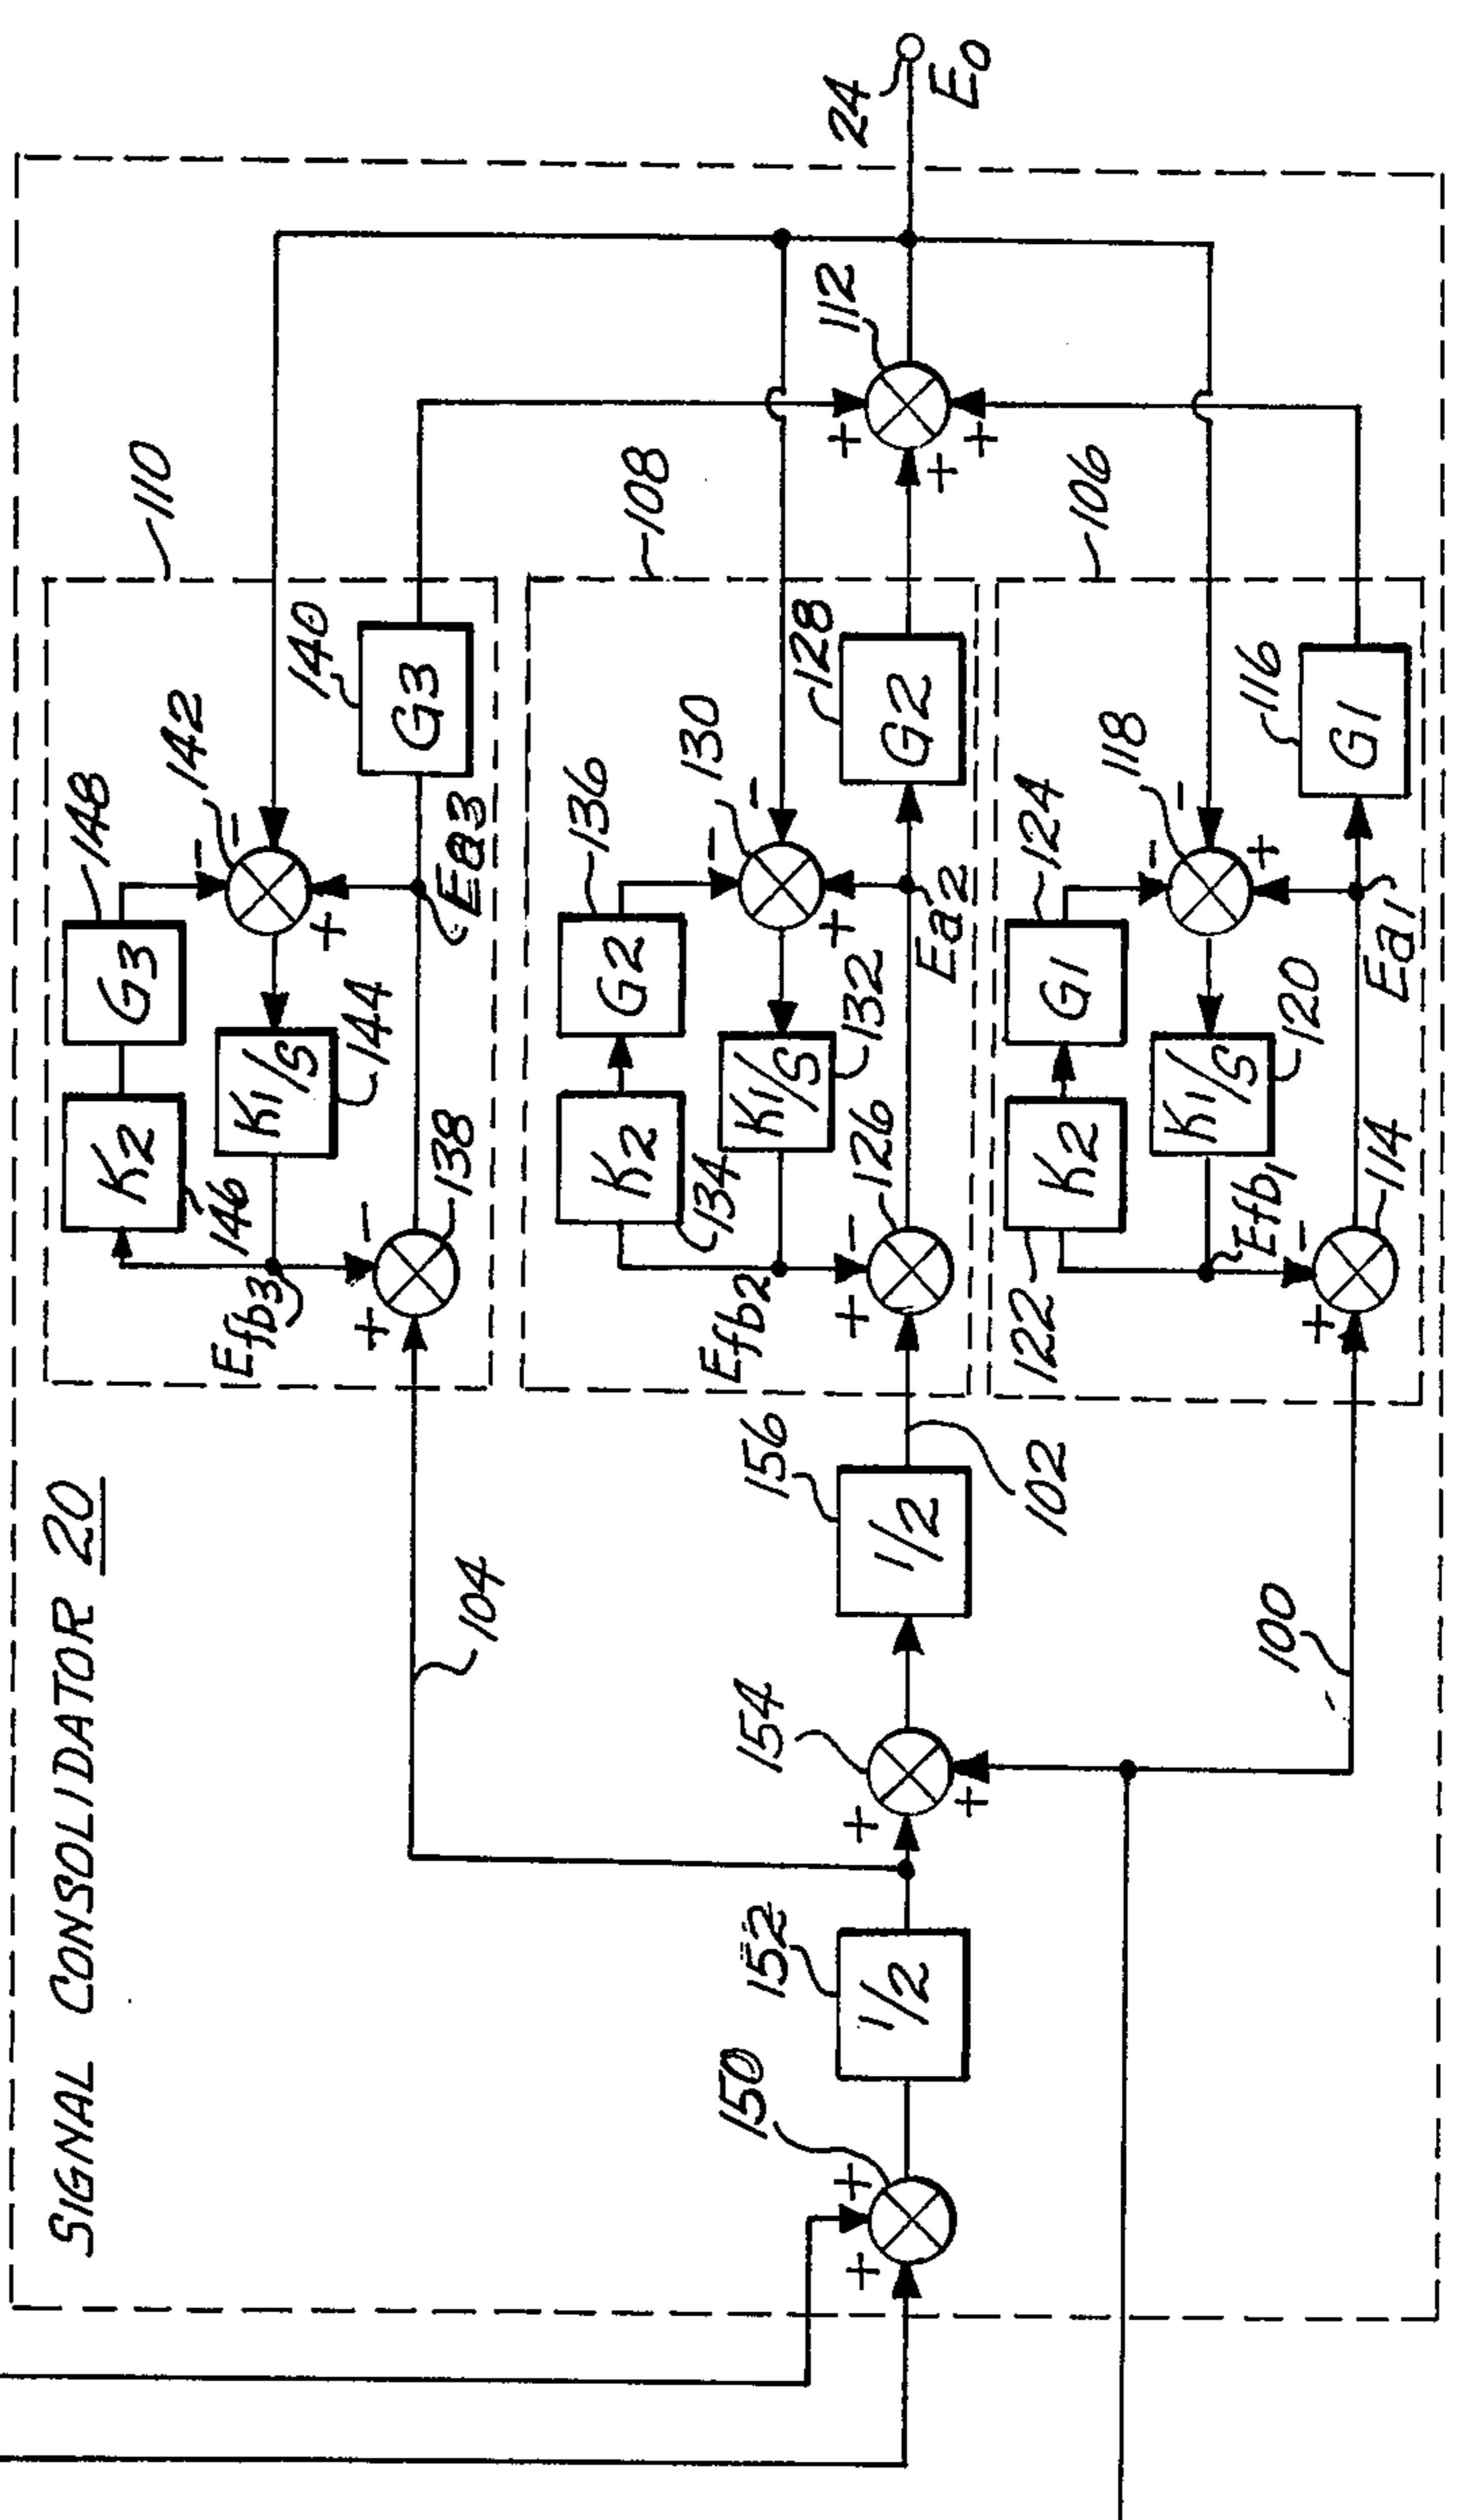 SIGNAL CONSOLIDATOR 20
110
148
G3
K2
146
142
K1/S
144
Efb3
140
G3
Ea3
138
104
108
136
G2
K2
134
130
K1/S
132
Efb2
128
G2
Ea2
126
102
156
1/2
154
152
1/2
150
106
124
G1
K2
122
118
K1/S
120
Efb1
116
G1
Ea1
114
100
112
24
E0
+
+
+
+
+
-
+
-
+
-
-
-
+
-
-
+
-
-
+
+
+
+